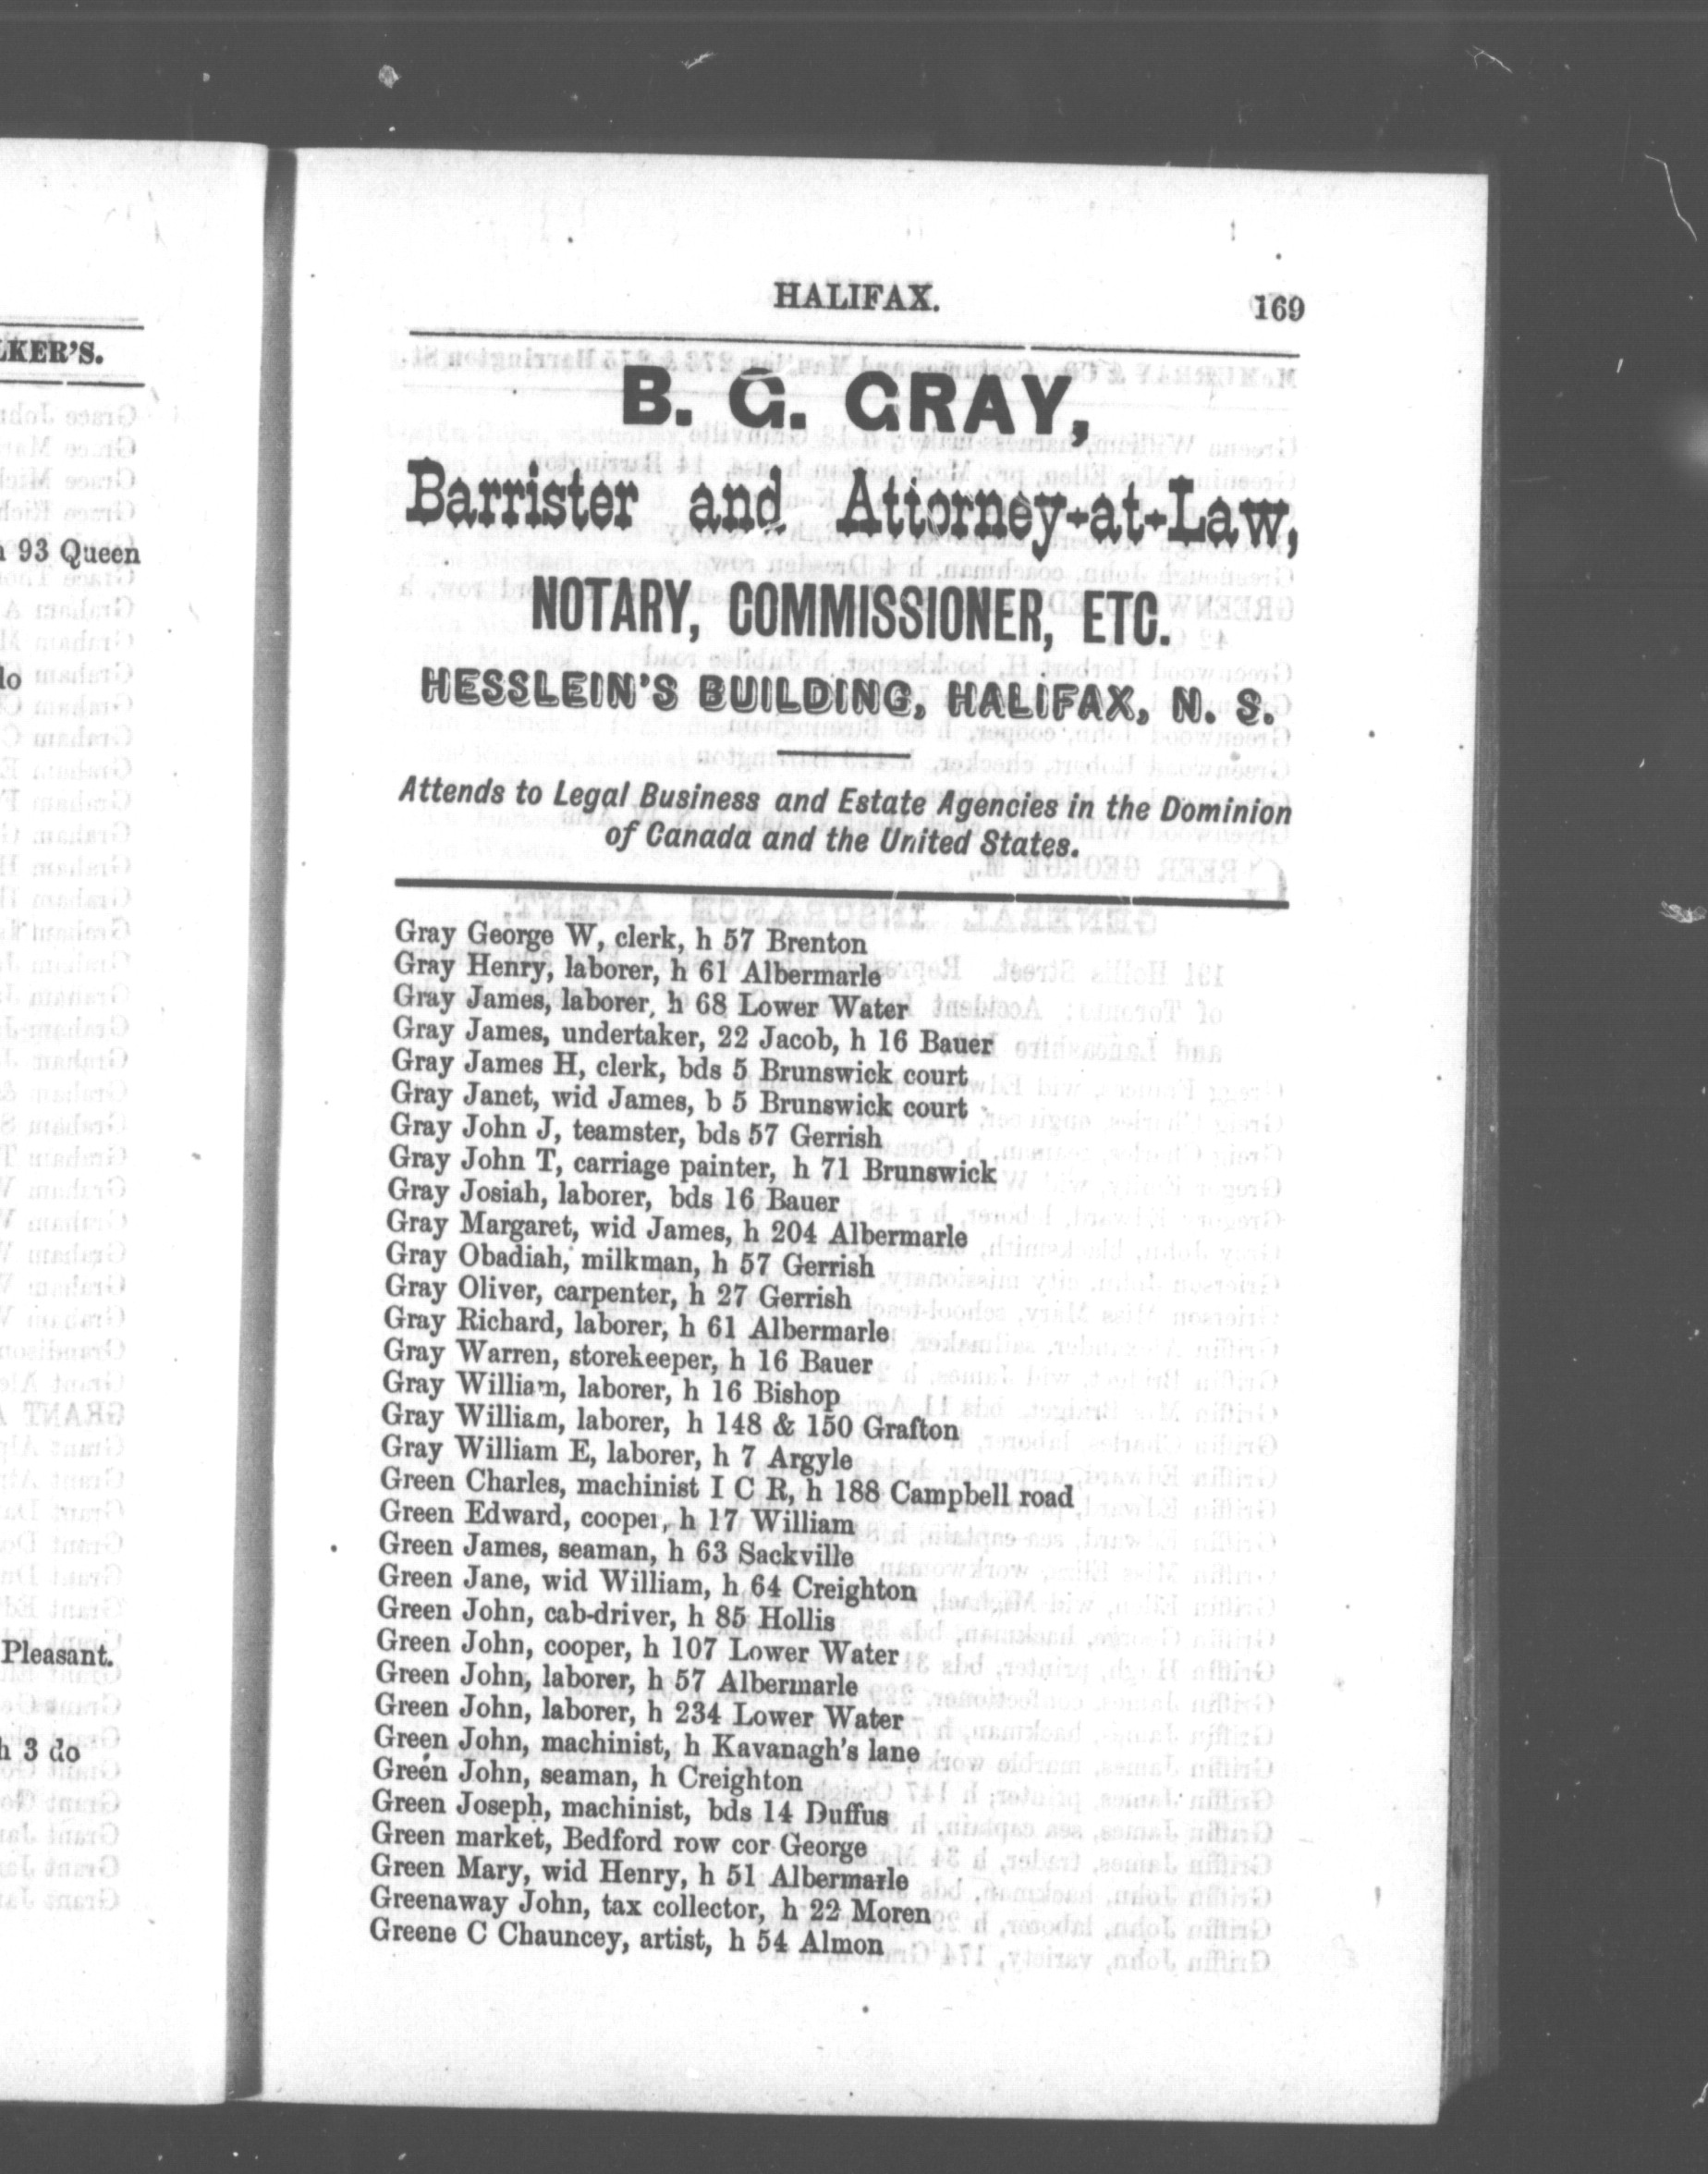 HALIFAX. 169
B. G. GRAY,
Barrister and Attorney-at-Law,
NOTARY, COMMISSIONER, ETC.
HESSLEIN'S BUILDING, HALIFAX, N. S.
Attends to Legal Business and Estate Agencies in the Dominion
of Canada and the United States.
Gray George W, clerk, h 57 Brenton
Gray Henry, laborer, h 61 Albermarle
Gray James, laborer, h 68 Lower Water
Gray James, undertaker, 22 Jacob, h 16 Bauer
Gray James H, clerk, bds 5 Brunswick court
Gray Janet, wid James, b 5 Brunswick court
Gray John J, teamster, bds 57 Gerrish
Gray John T, carriage painter, h 71 Brunswick
Gray Josiah, laborer, bds 16 Bauer
Gray Margaret, wid James, h 204 Albermarle
Gray Obadiah, milkman, h 57 Gerrish
Gray Oliver, carpenter, h 27 Gerrish
Gray Richard, laborer, h 61 Albermarle
Gray Warren, storekeeper, h 16 Bauer
Gray William, laborer, h 16 Bishop
Gray William, laborer, h 148 & 150 Grafton
Gray William E, laborer, h 7 Argyle
Green Charles, machinist I C R, h 188 Campbell road
Green Edward, cooper, h 17 William
Green James, seaman, h 63 Sackville
Green Jane, wid William, h 64 Creighton
Green John, cab-driver, h 85 Hollis
Green John, cooper, h 107 Lower Water
Green John, laborer, h 57 Albermarle
Green John, laborer, h 234 Lower Water
Green John, machinist, h Kavanagh's lane
Green John, seaman, h Creighton
Green Joseph, machinist, bds 14 Duffus
Green market, Bedford row cor George
Green Mary, wid Henry, h 51 Albermarle
Greenaway John, tax collector, h 22 Moren
Greene C Chauncey, artist, h 54 Almon